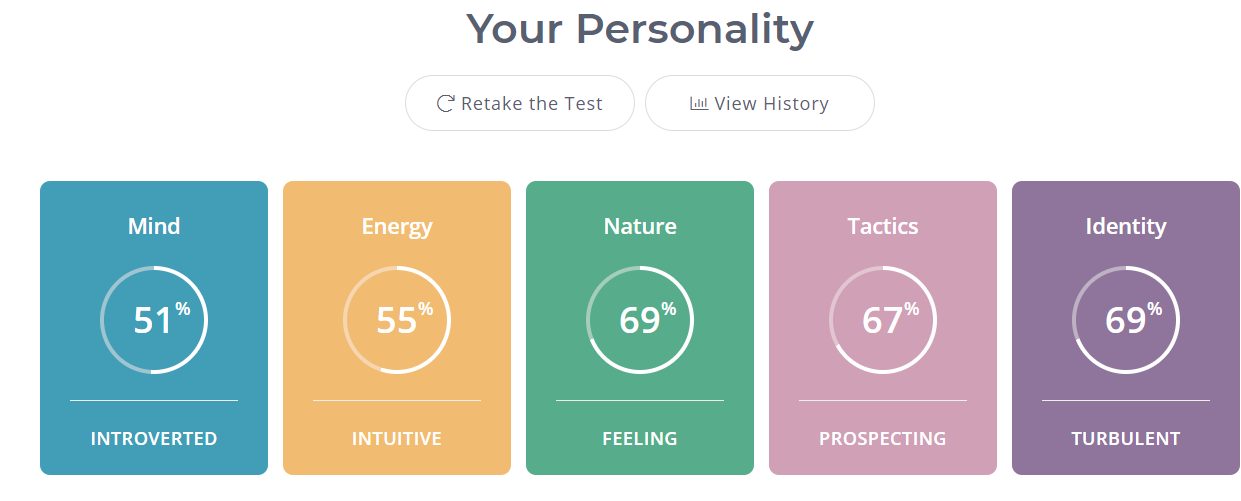 Your Personality
Retake the Test
View History
Mind
51%
INTROVERTED
Energy
55%
INTUITIVE
Nature
69%
FEELING
Tactics
67%
PROSPECTING
Identity
69%
TURBULENT